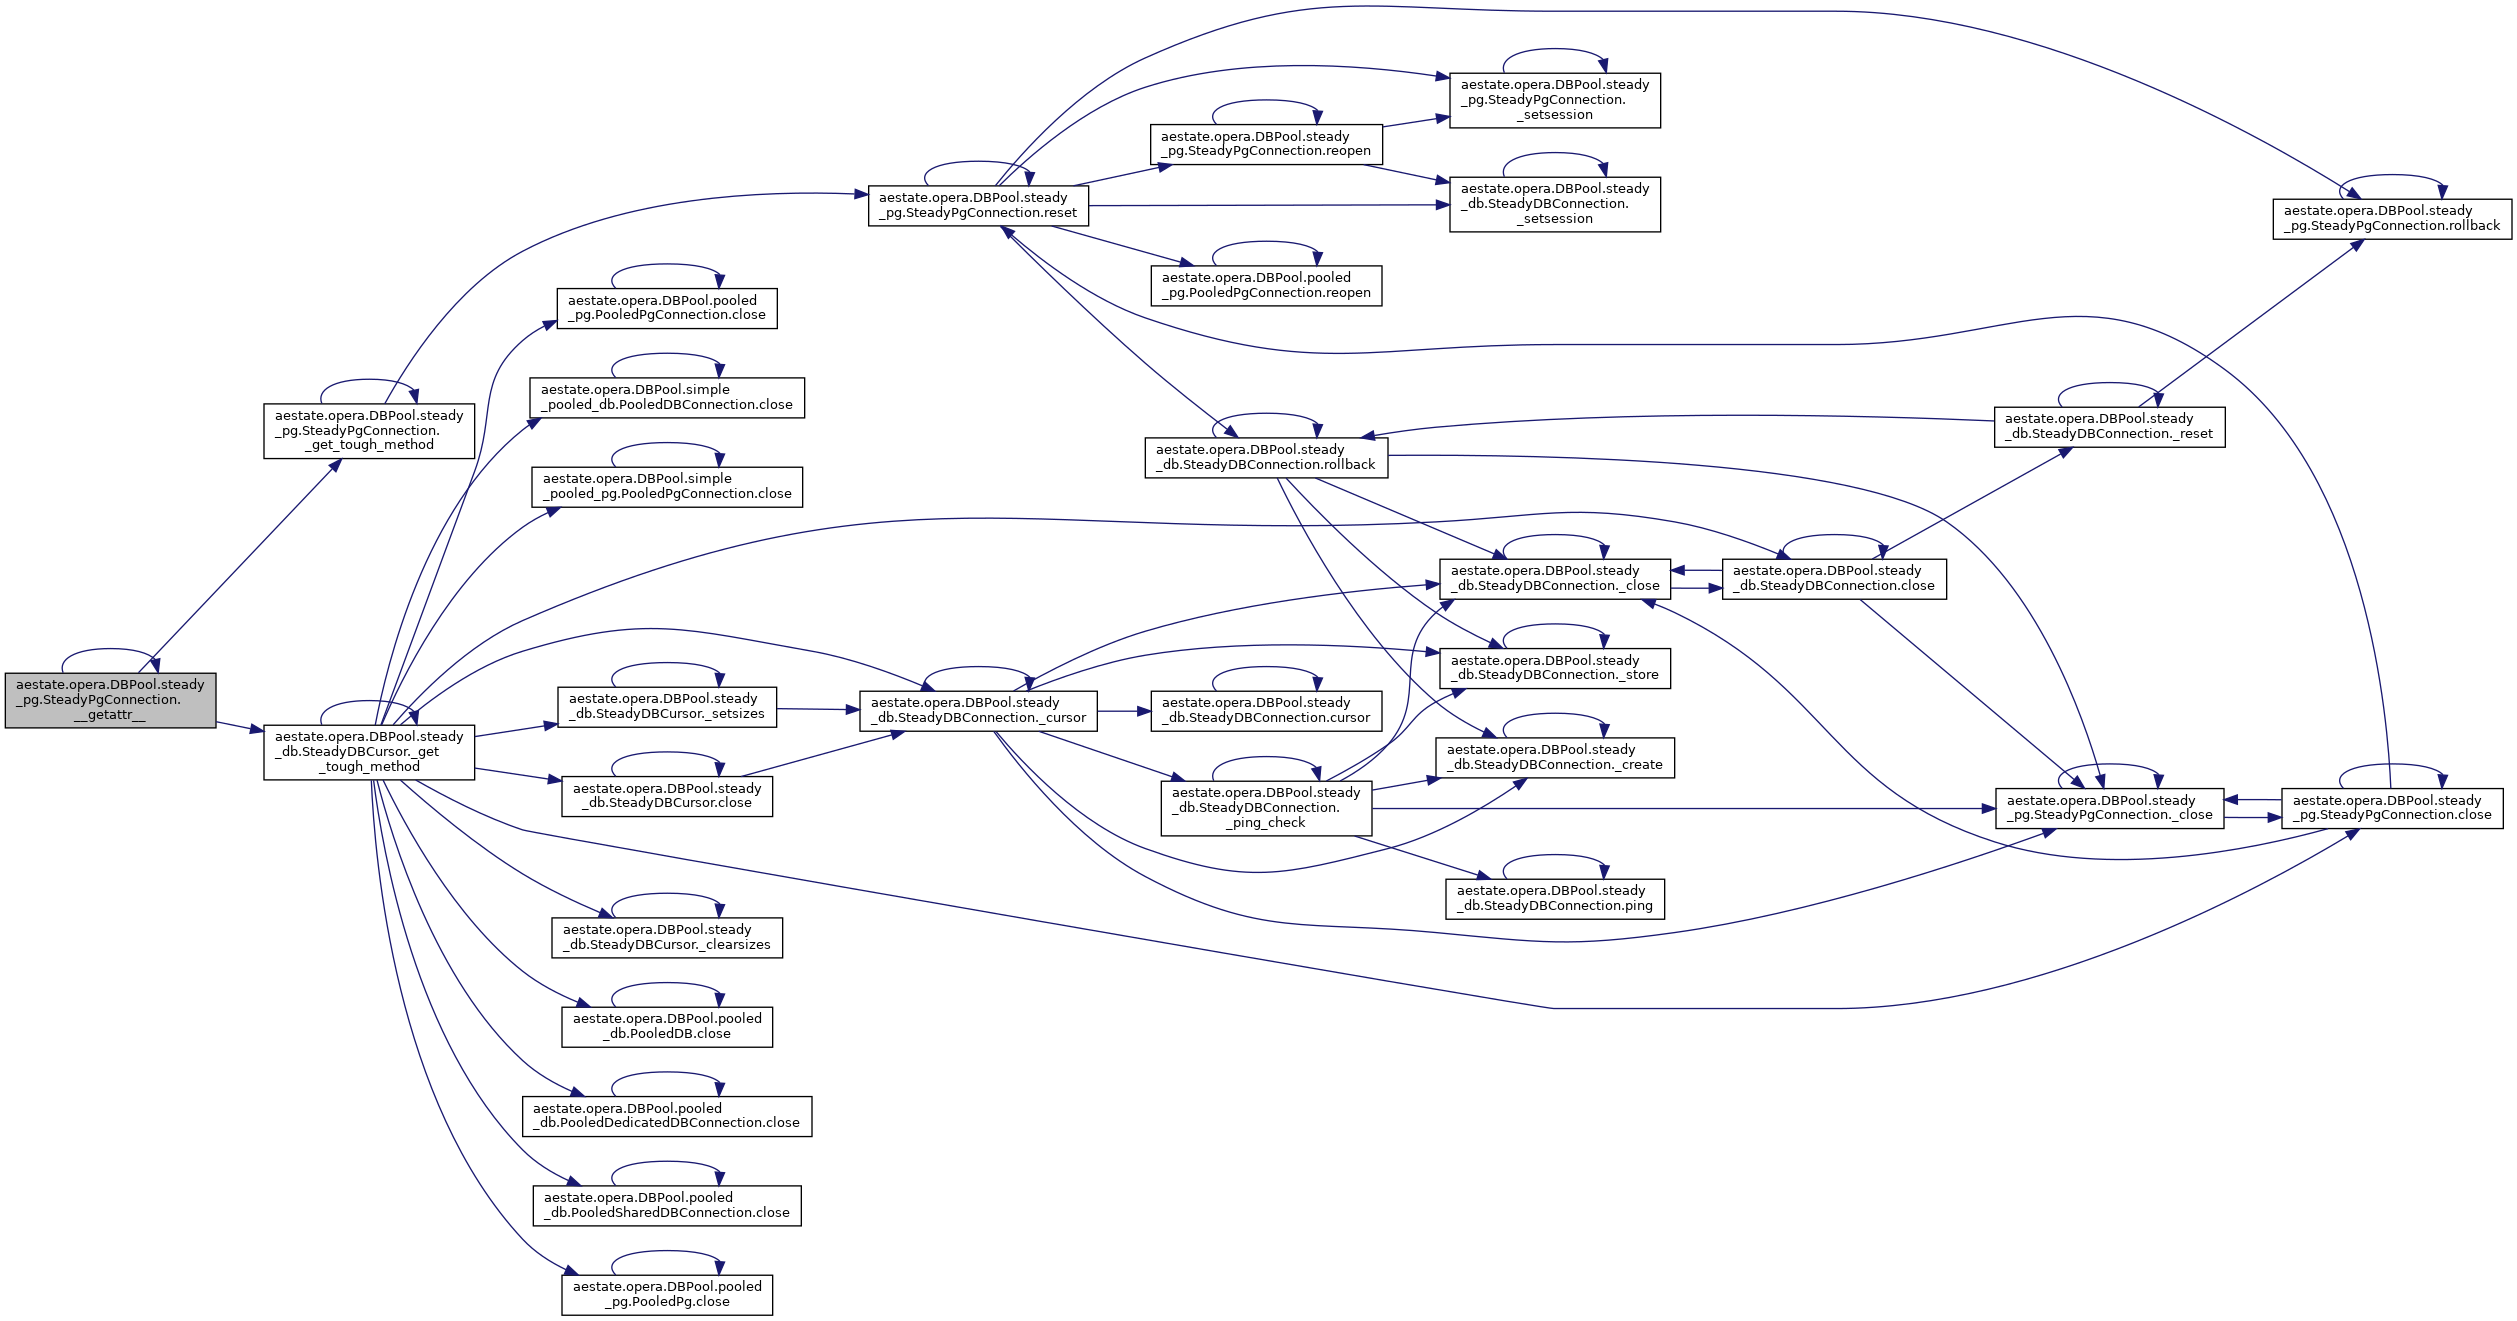 aestate.opera.DBPool.steady
_pg.SteadyPgConnection.
__getattr__
aestate.opera.DBPool.steady
_pg.SteadyPgConnection.
_get_tough_method
aestate.opera.DBPool.steady
_db.SteadyDBCursor._get
_tough_method
aestate.opera.DBPool.pooled
_pg.PooledPgConnection.close
aestate.opera.DBPool.simple
_pooled_db.PooledDBConnection.close
aestate.opera.DBPool.simple
_pooled_pg.PooledPgConnection.close
aestate.opera.DBPool.steady
_db.SteadyDBCursor._setsizes
aestate.opera.DBPool.steady
_db.SteadyDBCursor.close
aestate.opera.DBPool.steady
_db.SteadyDBCursor._clearsizes
aestate.opera.DBPool.pooled
_db.PooledDB.close
aestate.opera.DBPool.pooled
_db.PooledDedicatedDBConnection.close
aestate.opera.DBPool.pooled
_db.PooledSharedDBConnection.close
aestate.opera.DBPool.pooled
_pg.PooledPg.close
aestate.opera.DBPool.steady
_pg.SteadyPgConnection.reset
aestate.opera.DBPool.steady
_db.SteadyDBConnection._cursor
aestate.opera.DBPool.steady
_pg.SteadyPgConnection.reopen
aestate.opera.DBPool.pooled
_pg.PooledPgConnection.reopen
aestate.opera.DBPool.steady
_db.SteadyDBConnection.rollback
aestate.opera.DBPool.steady
_db.SteadyDBConnection.cursor
aestate.opera.DBPool.steady
_db.SteadyDBConnection.
_ping_check
aestate.opera.DBPool.steady
_pg.SteadyPgConnection.
_setsession
aestate.opera.DBPool.steady
_db.SteadyDBConnection.
_setsession
aestate.opera.DBPool.steady
_db.SteadyDBConnection._close
aestate.opera.DBPool.steady
_db.SteadyDBConnection._store
aestate.opera.DBPool.steady
_db.SteadyDBConnection._create
aestate.opera.DBPool.steady
_db.SteadyDBConnection.ping
aestate.opera.DBPool.steady
_db.SteadyDBConnection.close
aestate.opera.DBPool.steady
_db.SteadyDBConnection._reset
aestate.opera.DBPool.steady
_pg.SteadyPgConnection._close
aestate.opera.DBPool.steady
_pg.SteadyPgConnection.rollback
aestate.opera.DBPool.steady
_pg.SteadyPgConnection.close